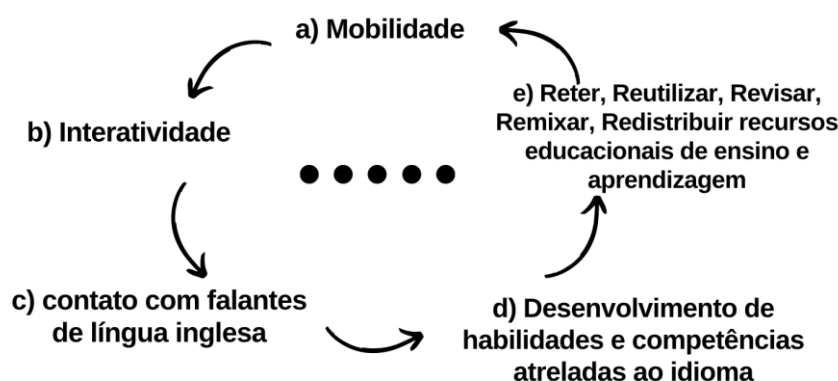 a) Mobilidade
b) Interatividade
c) contato com falantes
de língua inglesa
d) Desenvolvimento de
habilidades e competências
atreladas ao idioma
e) Reter, Reutilizar, Revisar,
Remixar, Redistribuir recursos
educacionais de ensino e
aprendizagem